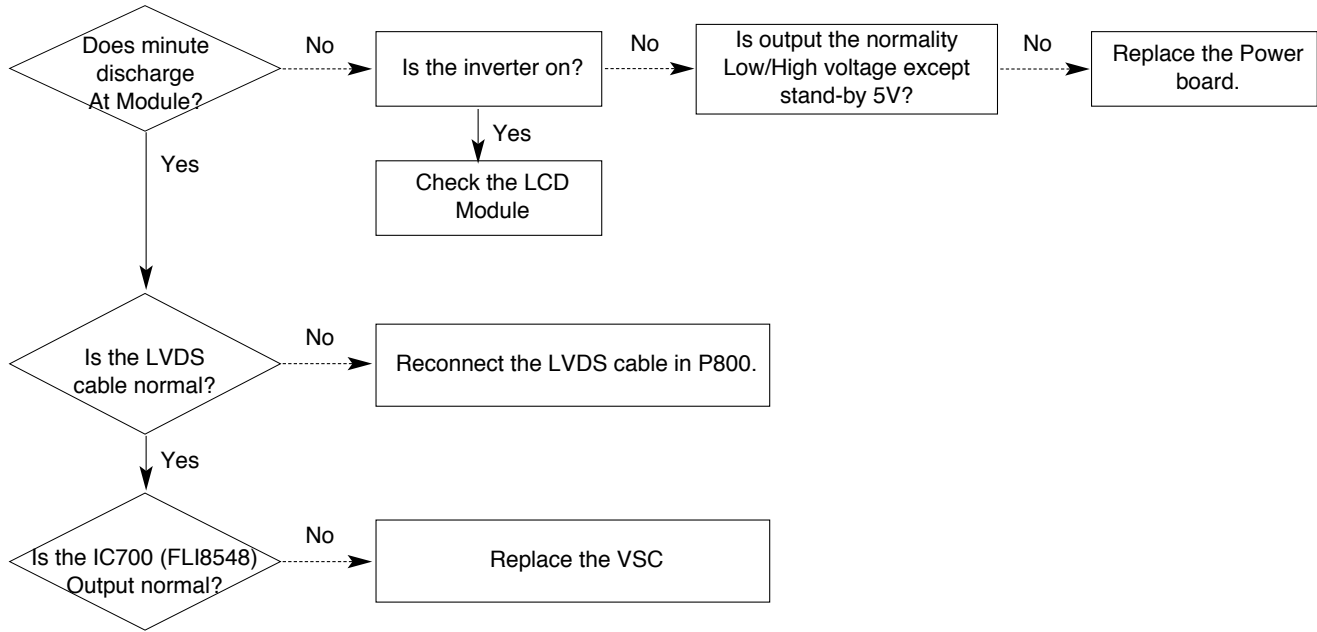 Does minute
discharge
At Module?
No
Is the inverter on?
No
Is output the normality
Low/High voltage except
stand-by 5V?
No
Replace the Power
board.
Yes
Yes
Check the LCD
Module
Is the LVDS
cable normal?
No
Reconnect the LVDS cable in P800.
Yes
Is the IC700 (FLI8548)
Output normal?
No
Replace the VSC